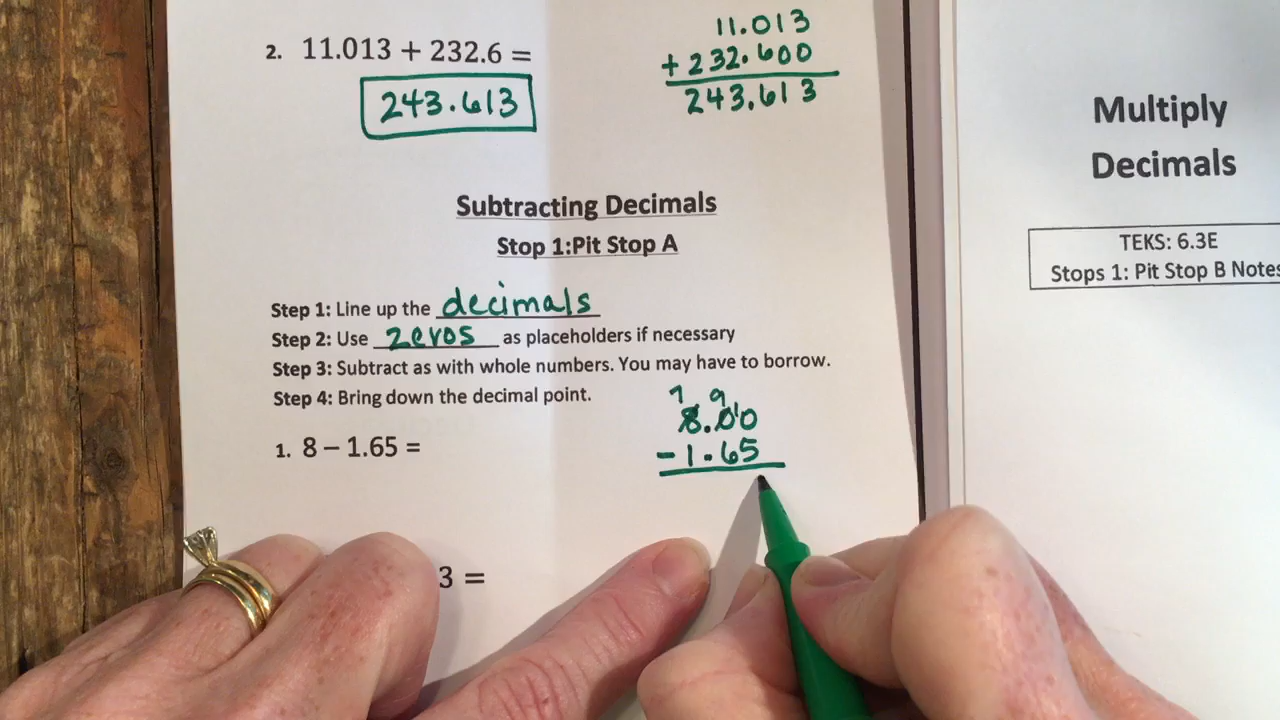 2. 11.013 + 232.6 =
243.613
11.013
+ 232.600
243.613
Subtracting Decimals
Stop 1:Pit Stop A
Step 1: Line up the decimals
Step 2: Use zeros as placeholders if necessary
Step 3: Subtract as with whole numbers. You may have to borrow.
Step 4: Bring down the decimal point.
1. 8 – 1.65 =
7 9 1
8.00
- 1.65
3 =
Multiply
Decimals
TEKS: 6.3E
Stops 1: Pit Stop B Notes